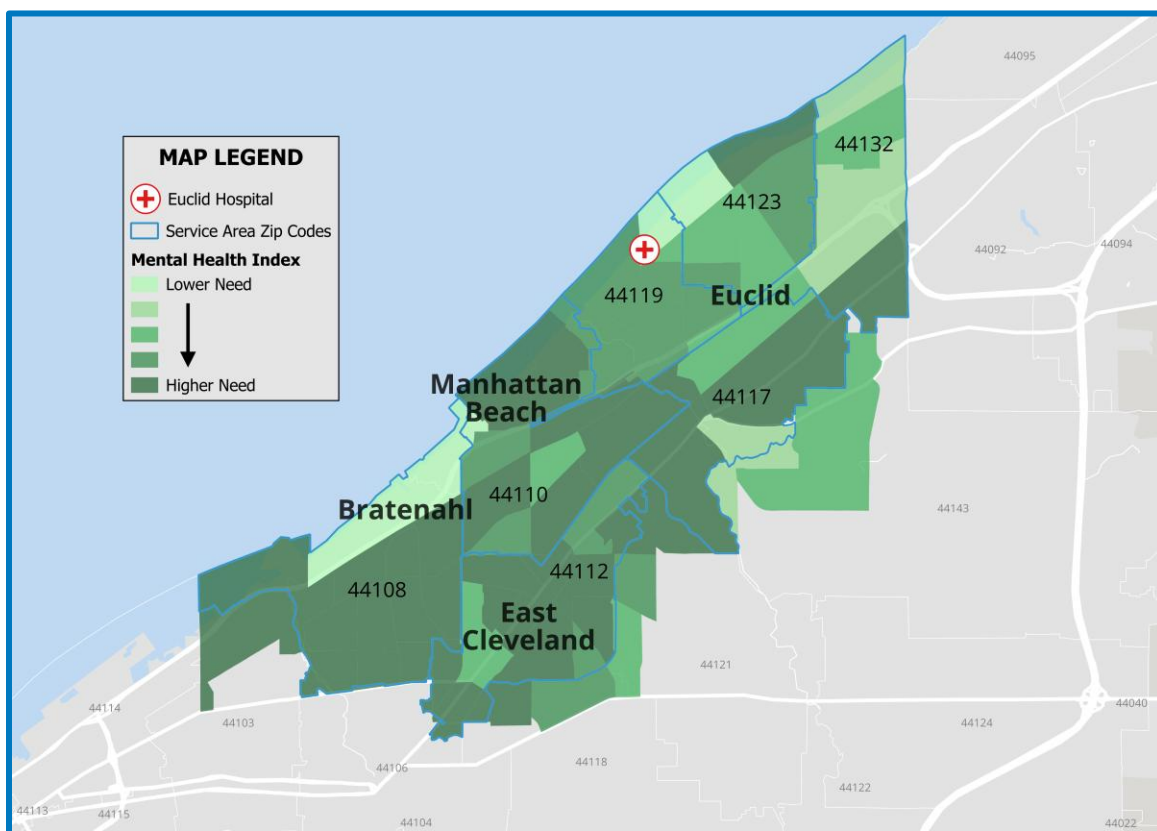 44095
MAP LEGEND
Euclid Hospital
Service Area Zip Codes
Mental Health Index
Lower Need
Higher Need
44132
44123
44092
44094
44119
Euclid
Manhattan
Beach
44117
44110
Bratenahl
44143
44112
44108
East
Cleveland
44121
44114
44103
44040
44124
44106
44118
44122
44113
44115
44104
44022